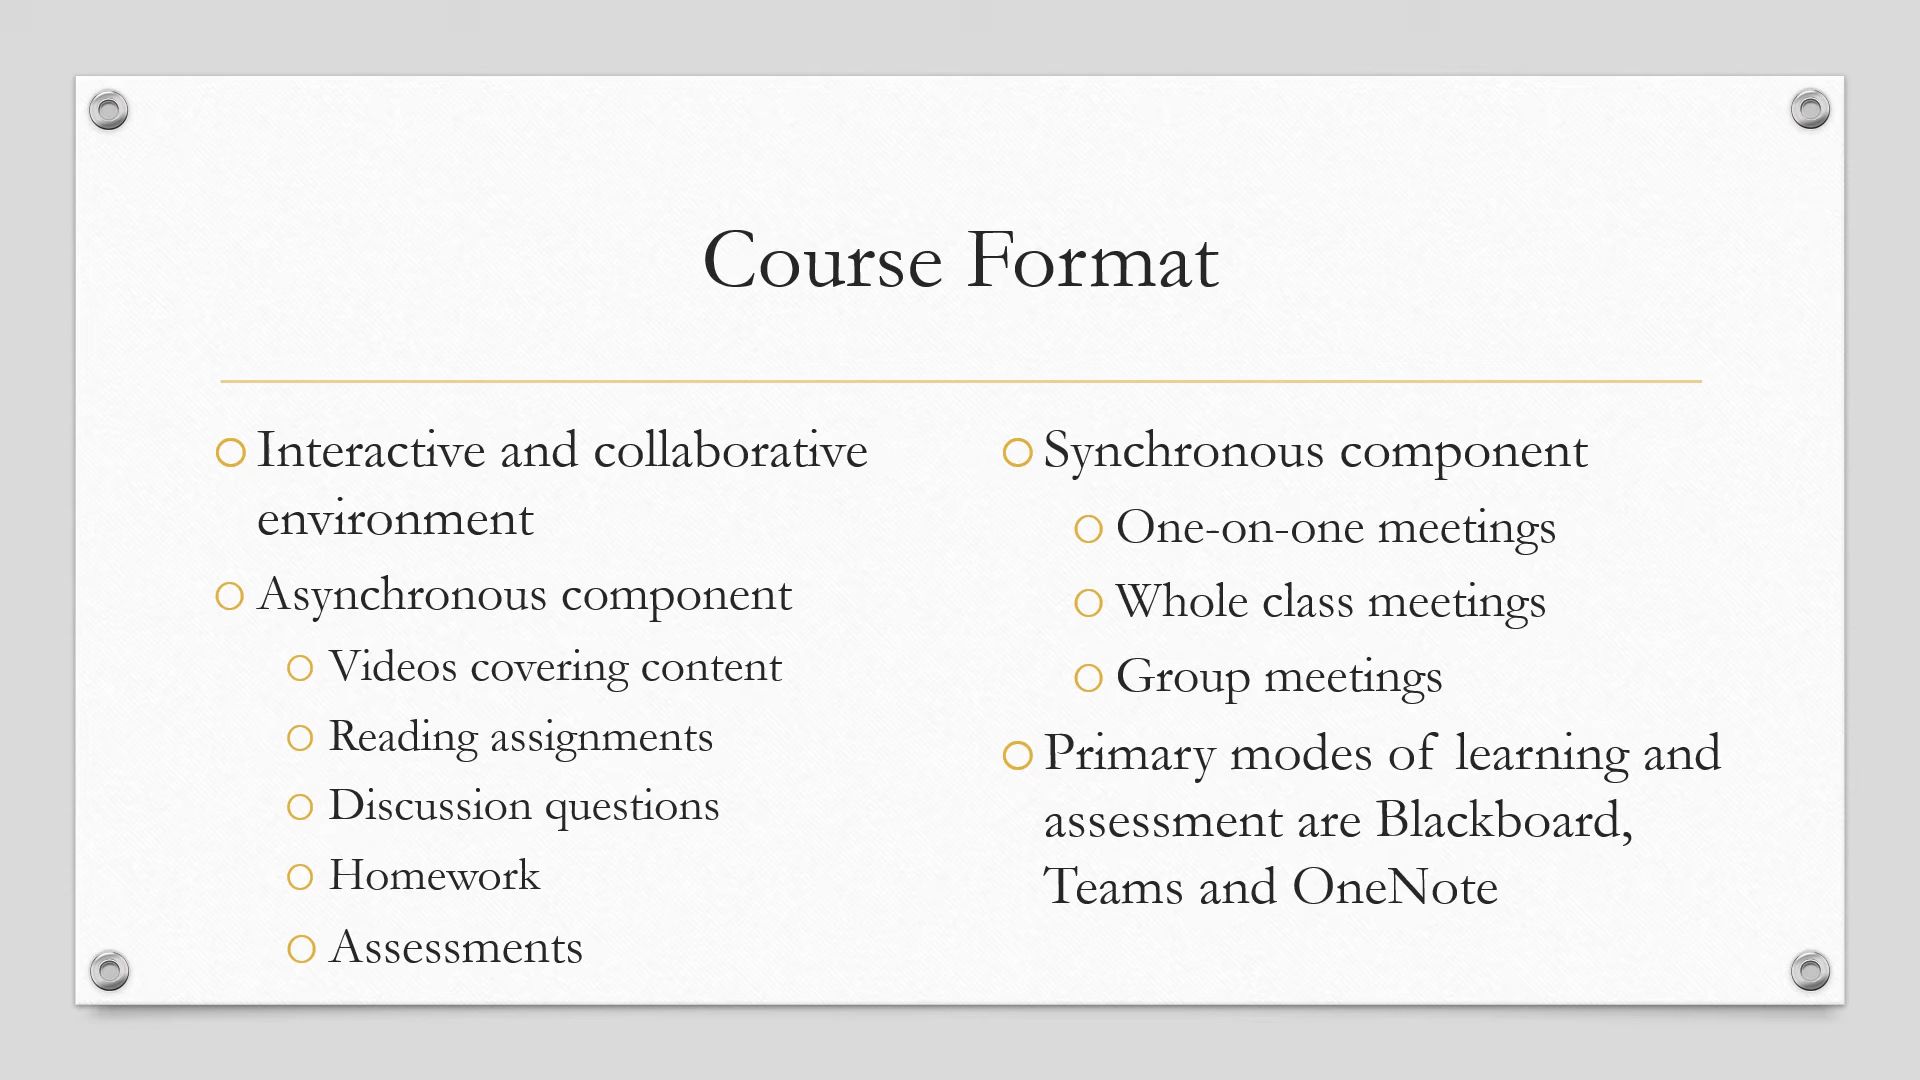 Course Format
Interactive and collaborative
environment
Asynchronous component
Videos covering content
Reading assignments
Discussion questions
Homework
Assessments
Synchronous component
One-on-one meetings
Whole class meetings
Group meetings
Primary modes of learning and
assessment are Blackboard,
Teams and OneNote